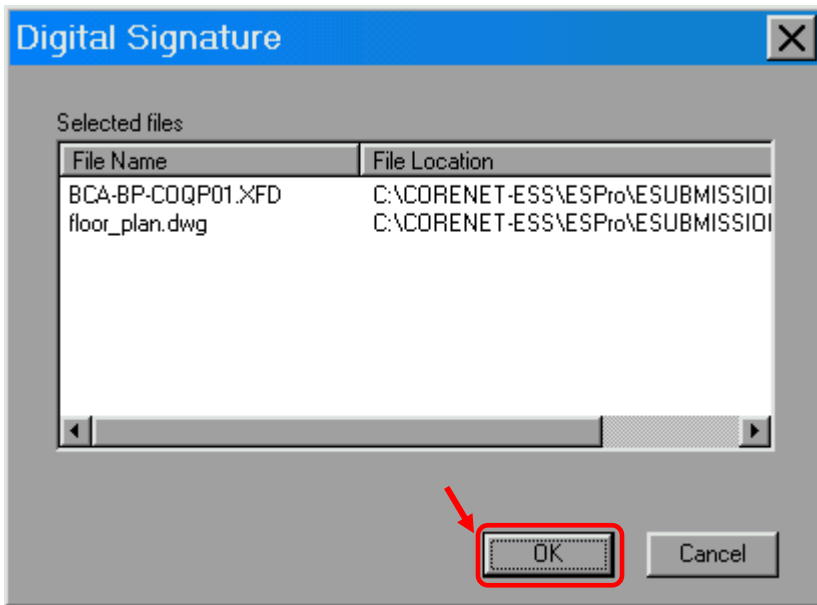 Digital Signature
Selected files
File Name File Location
BCA-BP-COQP01.XFD C:\CORENET-ESS\ESPro\ESUBMISSIOI
floor_plan.dwg C:\CORENET-ESS\ESPro\ESUBMISSIOI
OK Cancel